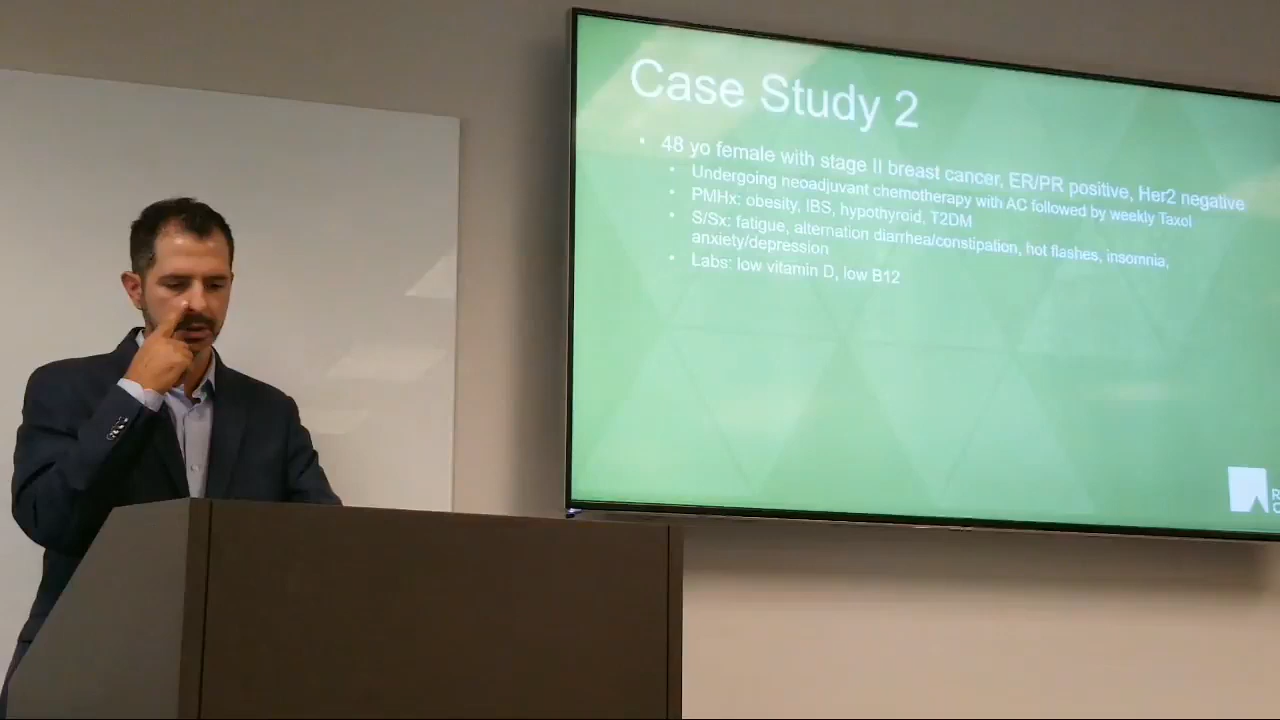 Case Study 2
• 48 yo female with stage II breast cancer, ER/PR positive, Her2 negative
• Undergoing neoadjuvant chemotherapy with AC followed by weekly Taxol
• PMHx: obesity, IBS, hypothyroid, T2DM
• S/Sx: fatigue, alternation diarrhea/constipation, hot flashes, insomnia,
anxiety/depression
• Labs: low vitamin D, low B12